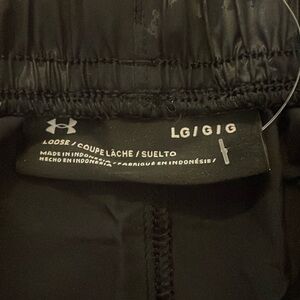 LG/G/G
LOOSE/COUPE LÂCHE/SUELTO
MADE IN INDONESIA/
HECHO EN INDONESIA/FABRIQUÉ EN INDONÉSIE/